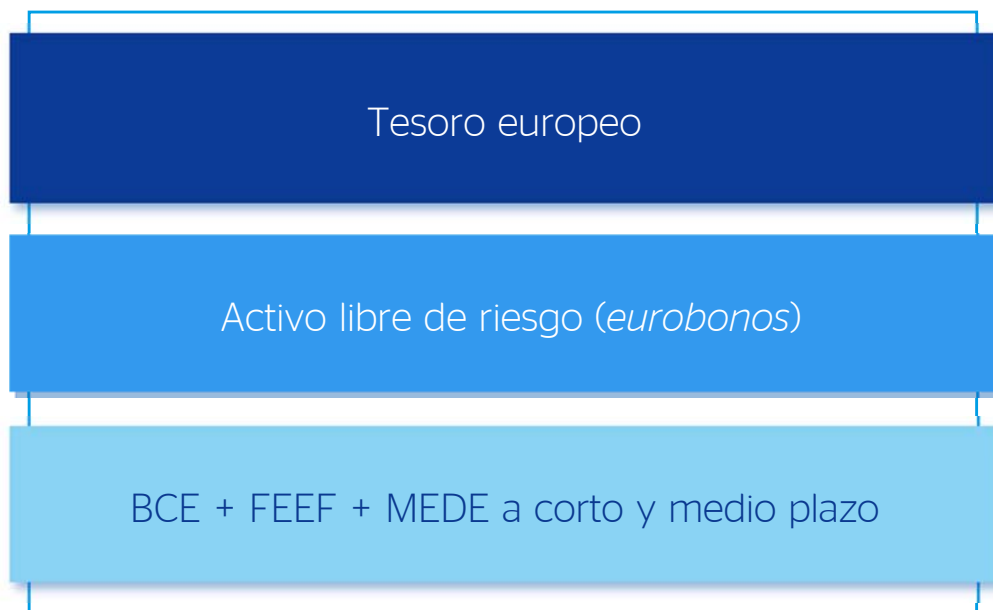 Tesoro europeo
Activo libre de riesgo (eurobonos)
BCE + FEEF + MEDE a corto y medio plazo